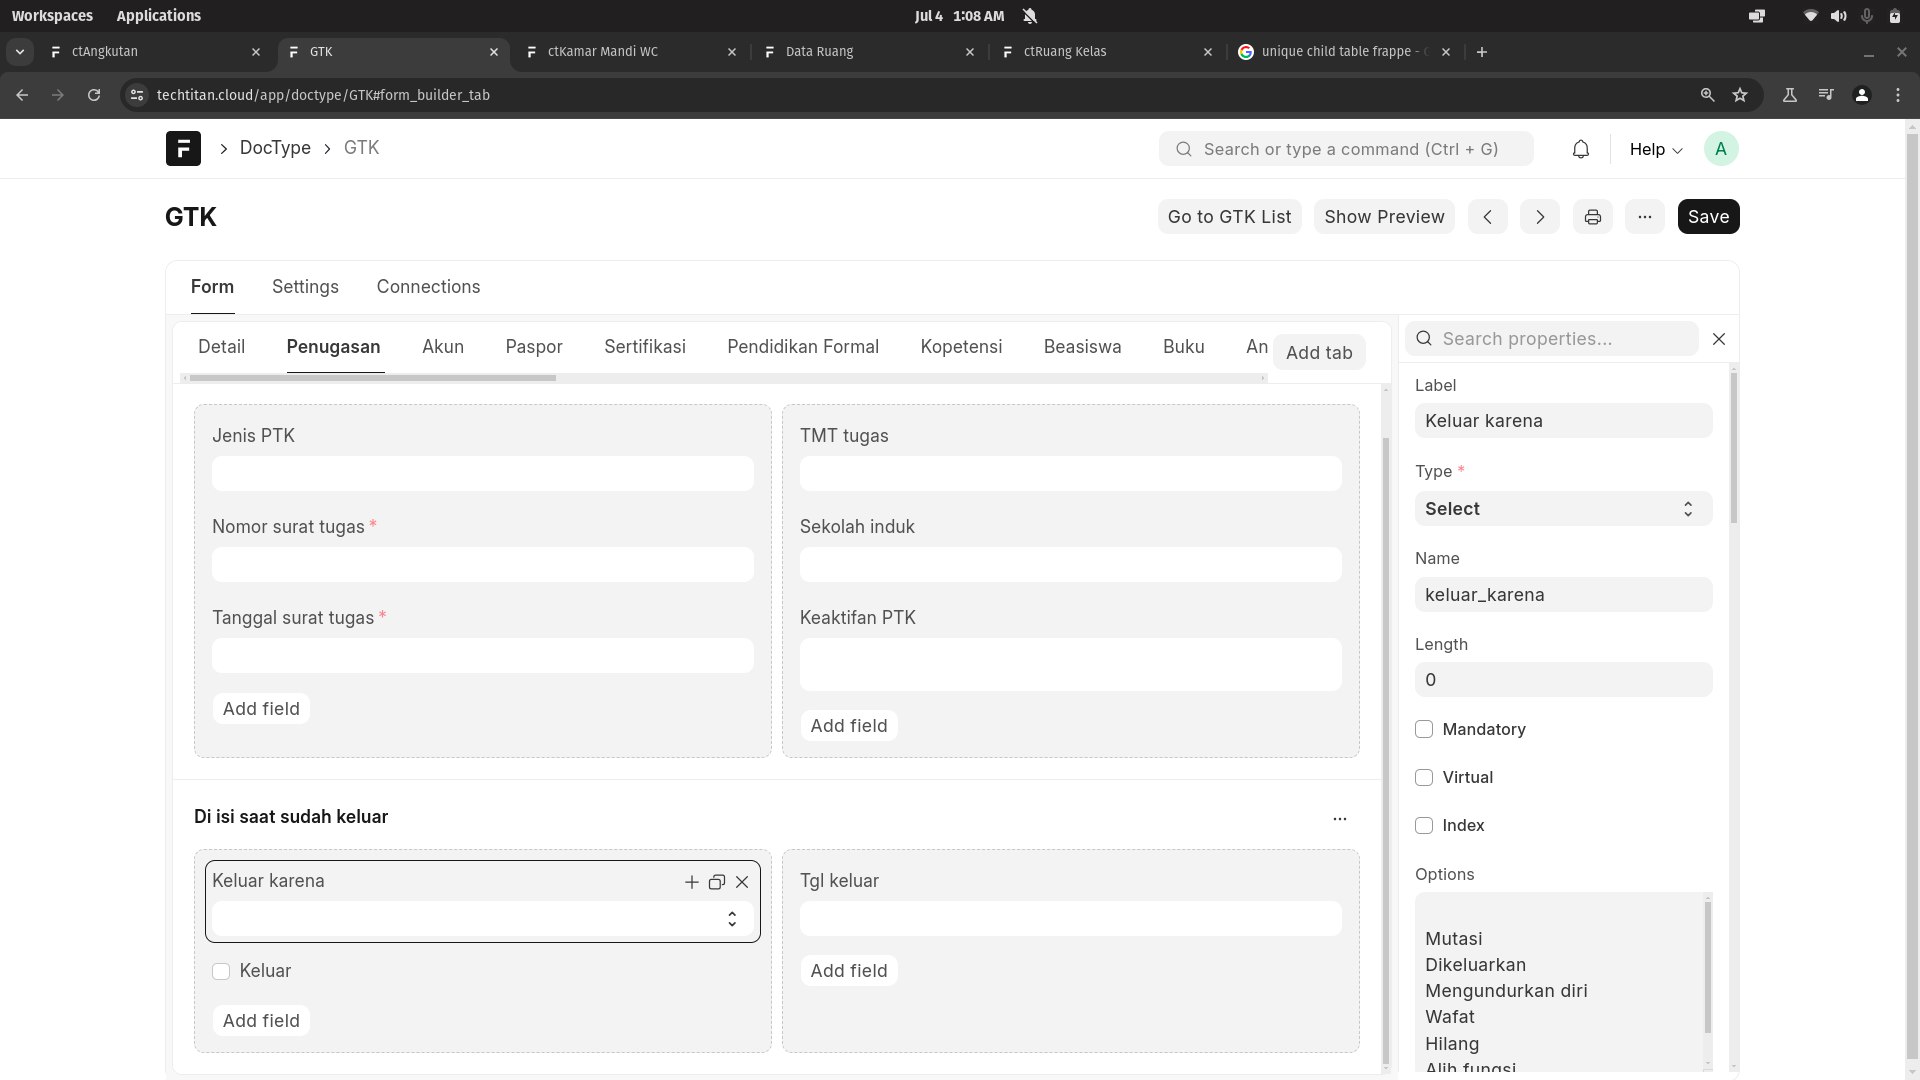 Workspaces Applications Jul 4 1:08 AM
ctAngkutan GTK ctKamar Mandi WC Data Ruang ctRuang Kelas unique child table frappe -
techtitan.cloud/app/doctype/GTK#form_builder_tab
DocType GTK Search or type a command (Ctrl + G) Help A
GTK Go to GTK List Show Preview Save
Form Settings Connections
Detail Penugasan Akun Paspor Sertifikasi Pendidikan Formal Kopetensi Beasiswa Buku An Add tab
Search properties...
Jenis PTK
TMT tugas
Nomor surat tugas *
Sekolah induk
Tanggal surat tugas *
Keaktifan PTK
Add field
Add field
Di isi saat sudah keluar
Keluar karena
Tgl keluar
Keluar
Add field
Add field
Label
Keluar karena
Type *
Select
Name
keluar_karena
Length
0
Mandatory
Virtual
Index
Options
Mutasi
Dikeluarkan
Mengundurkan diri
Wafat
Hilang
Alih fungsi